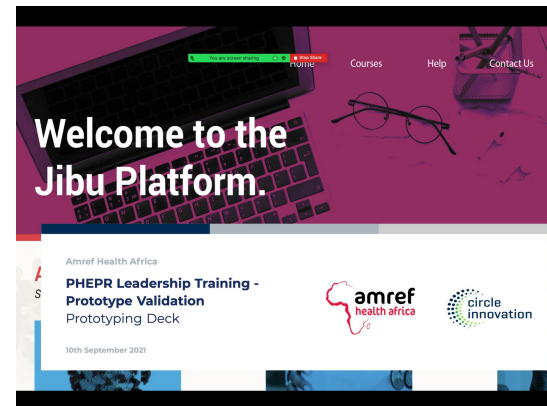 You are screen sharing
Stop Share
Home
Courses
Help
Contact Us
Welcome to the
Jibu Platform.
Amref Health Africa
PHEPR Leadership Training -
Prototype Validation
Prototyping Deck
10th September 2021
amref
health africa
circle
innovation